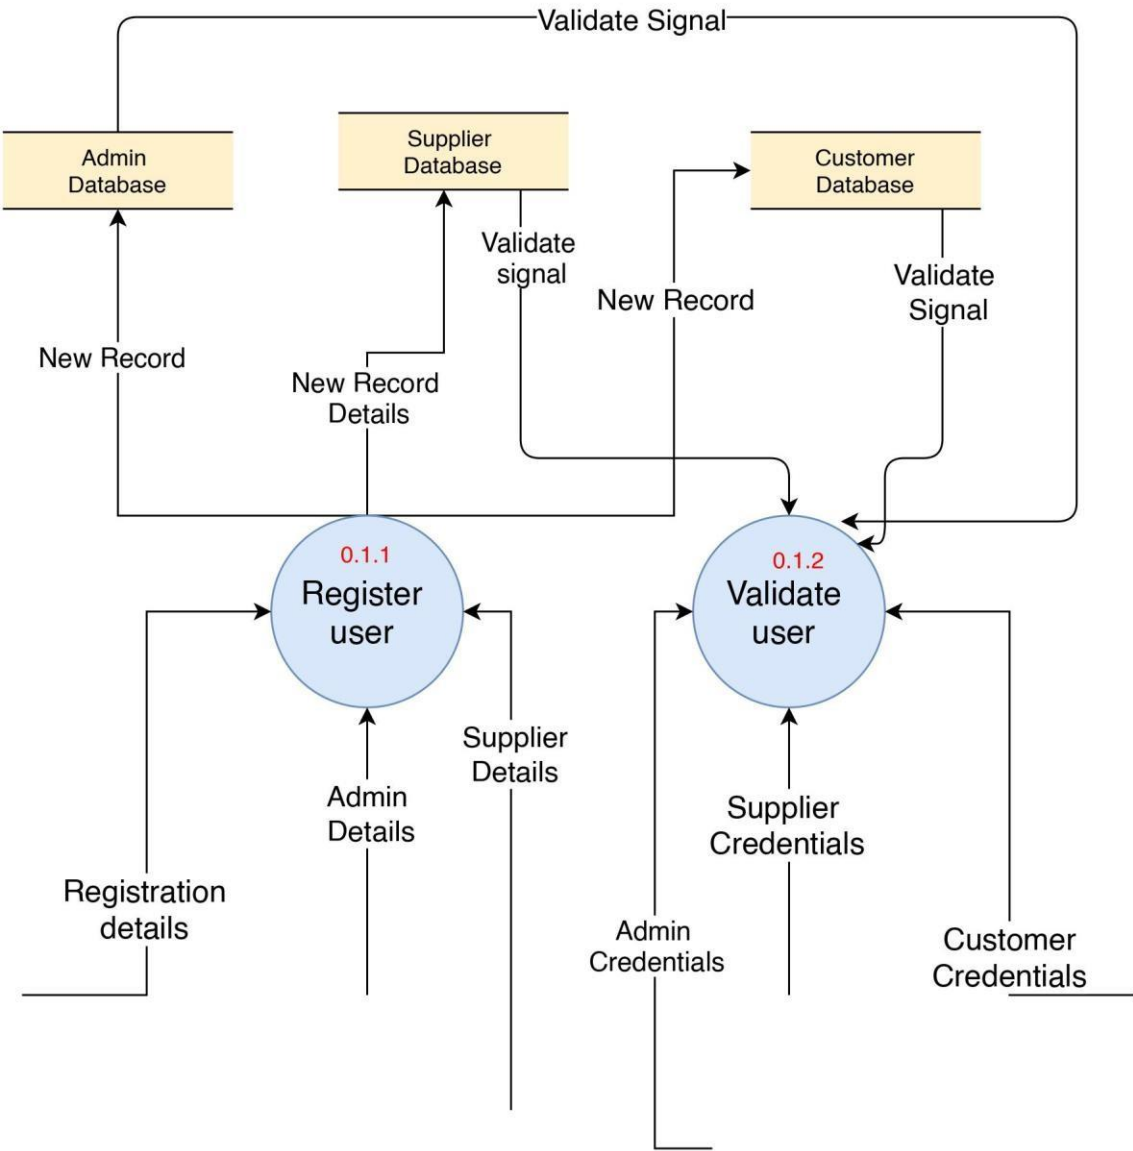 Validate Signal
Admin
Database
Supplier
Database
Customer
Database
Validate
signal
New Record
Validate
Signal
New Record
New Record
Details
0.1.1
Register
user
0.1.2
Validate
user
Supplier
Details
Admin
Details
Supplier
Credentials
Registration
details
Admin
Credentials
Customer
Credentials